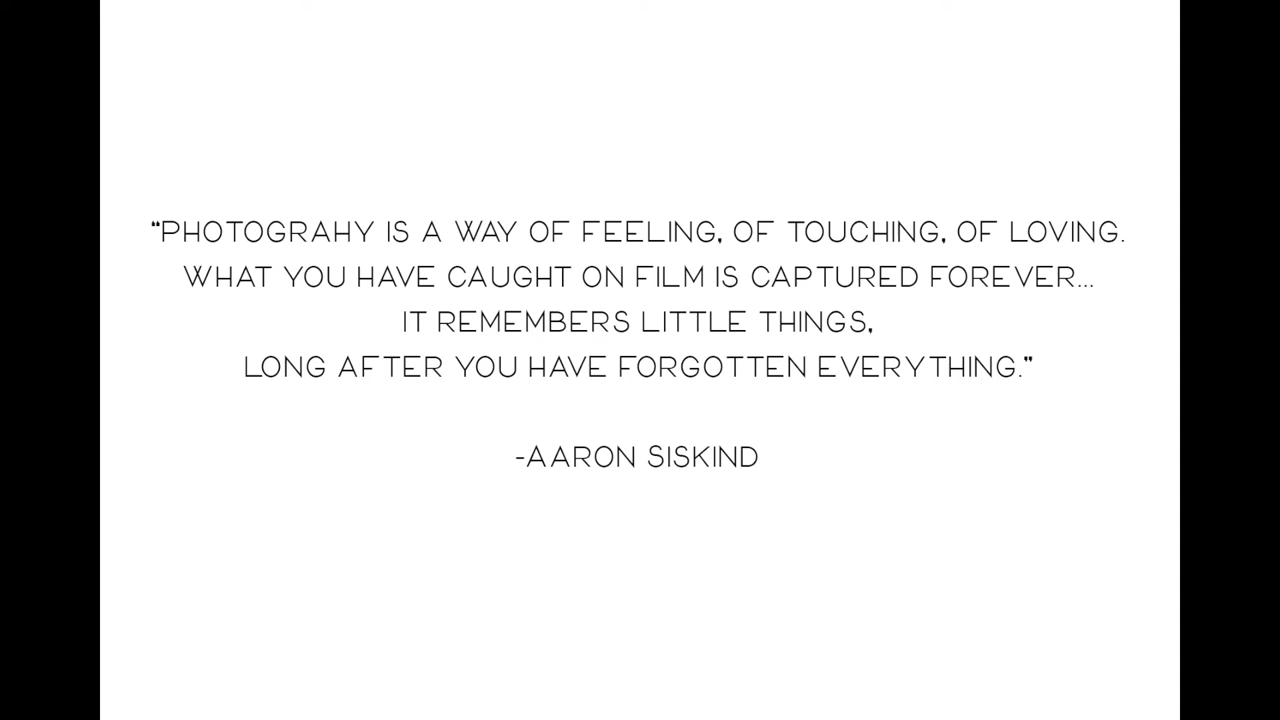 “PHOTOGRAHY IS A WAY OF FEELING, OF TOUCHING, OF LOVING.
WHAT YOU HAVE CAUGHT ON FILM IS CAPTURED FOREVER...
IT REMEMBERS LITTLE THINGS,
LONG AFTER YOU HAVE FORGOTTEN EVERYTHING.”
-AARON SISKIND